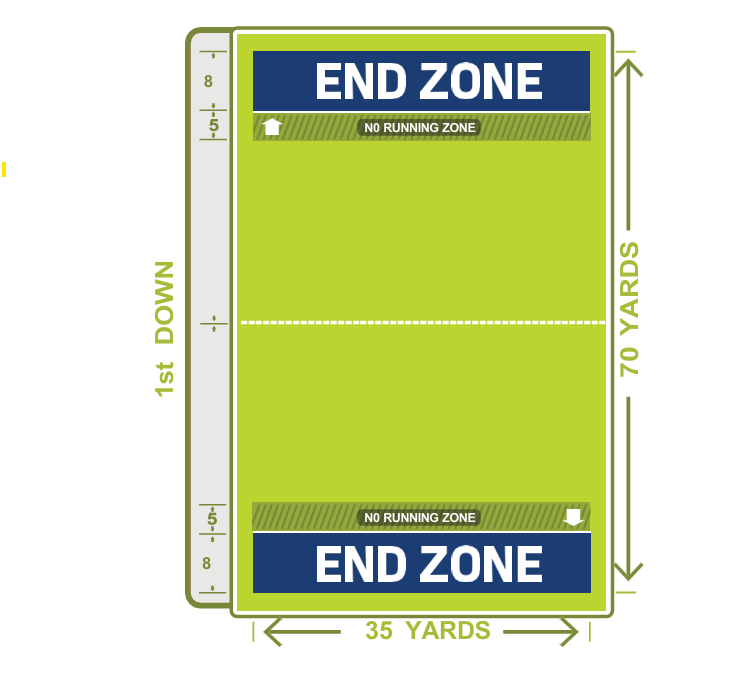 END ZONE
8
N0 RUNNING ZONE
5
1st DOWN
70 YARDS
5
N0 RUNNING ZONE
END ZONE
8
35 YARDS